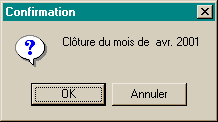 Confirmation
Clôture du mois de avr. 2001
OK
Annuler